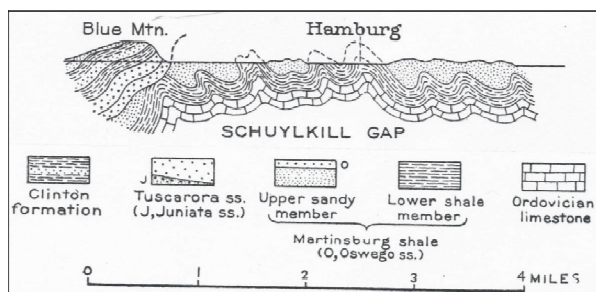 Blue Mtn. Hamburg
SCHUYLKILL GAP
J O
Clinton formation
Tuscarora ss.
(J, Juniata ss.)
Upper sandy member
Lower shale member
Ordovician limestone
Martinsburg shale
(O, Oswego ss.)
0 1 2 3 4 MILES